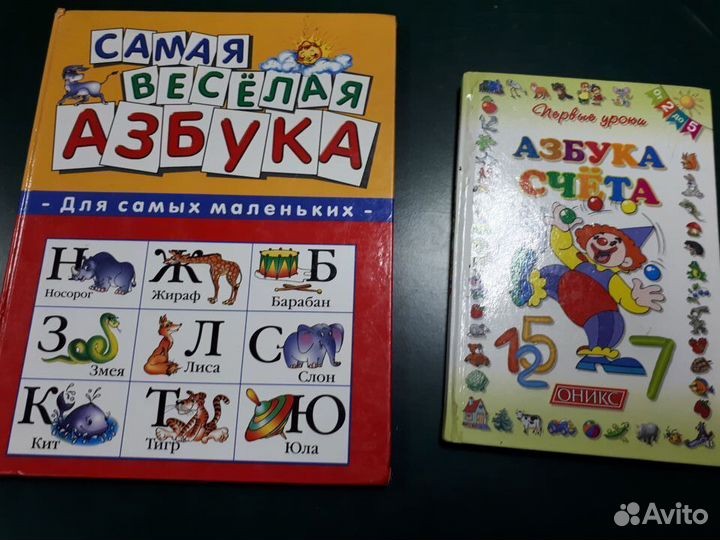 САМАЯ
ВЕСЁЛАЯ
АЗБУКА
- Для самых маленьких -
Н
Носорог
Ж
Жираф
Б
Барабан
З
Змея
Л
Лиса
С
Слон
К
Кит
Т
Тигр
Ю
Юла
от 2 до 5
Первые уроки
АЗБУКА
СЧЁТА
1 2 5 7
ОНИКС
Avito